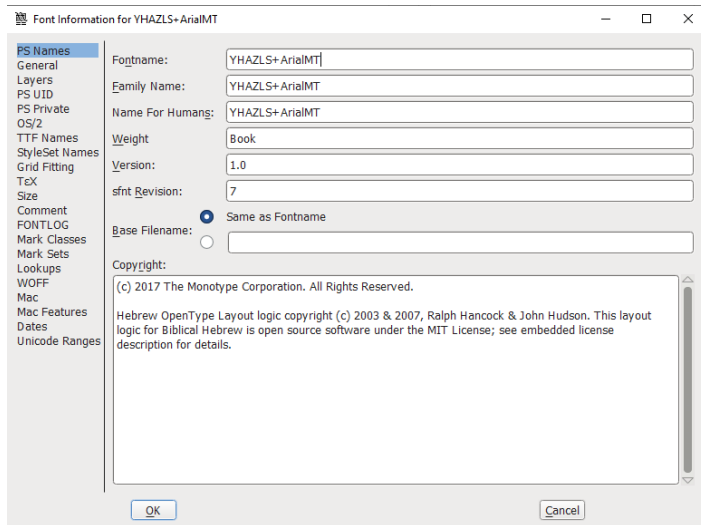 Font Information for YHAZLS+ArialMT
PS Names
General
Layers
PS UID
PS Private
OS/2
TTF Names
StyleSet Names
Grid Fitting
ΤεΧ
Size
Comment
FONTLOG
Mark Classes
Mark Sets
Lookups
WOFF
Mac
Mac Features
Dates
Unicode Ranges
Fontname: YHAZLS+ArialMT
Family Name: YHAZLS+ArialMT
Name For Humans: YHAZLS+ArialMT
Weight Book
Version: 1.0
sfnt Revision: 7
Same as Fontname
Base Filename:
Copyright:
(c) 2017 The Monotype Corporation. All Rights Reserved.
Hebrew OpenType Layout logic copyright (c) 2003 & 2007, Ralph Hancock & John Hudson. This layout
logic for Biblical Hebrew is open source software under the MIT License; see embedded license
description for details.
OK Cancel